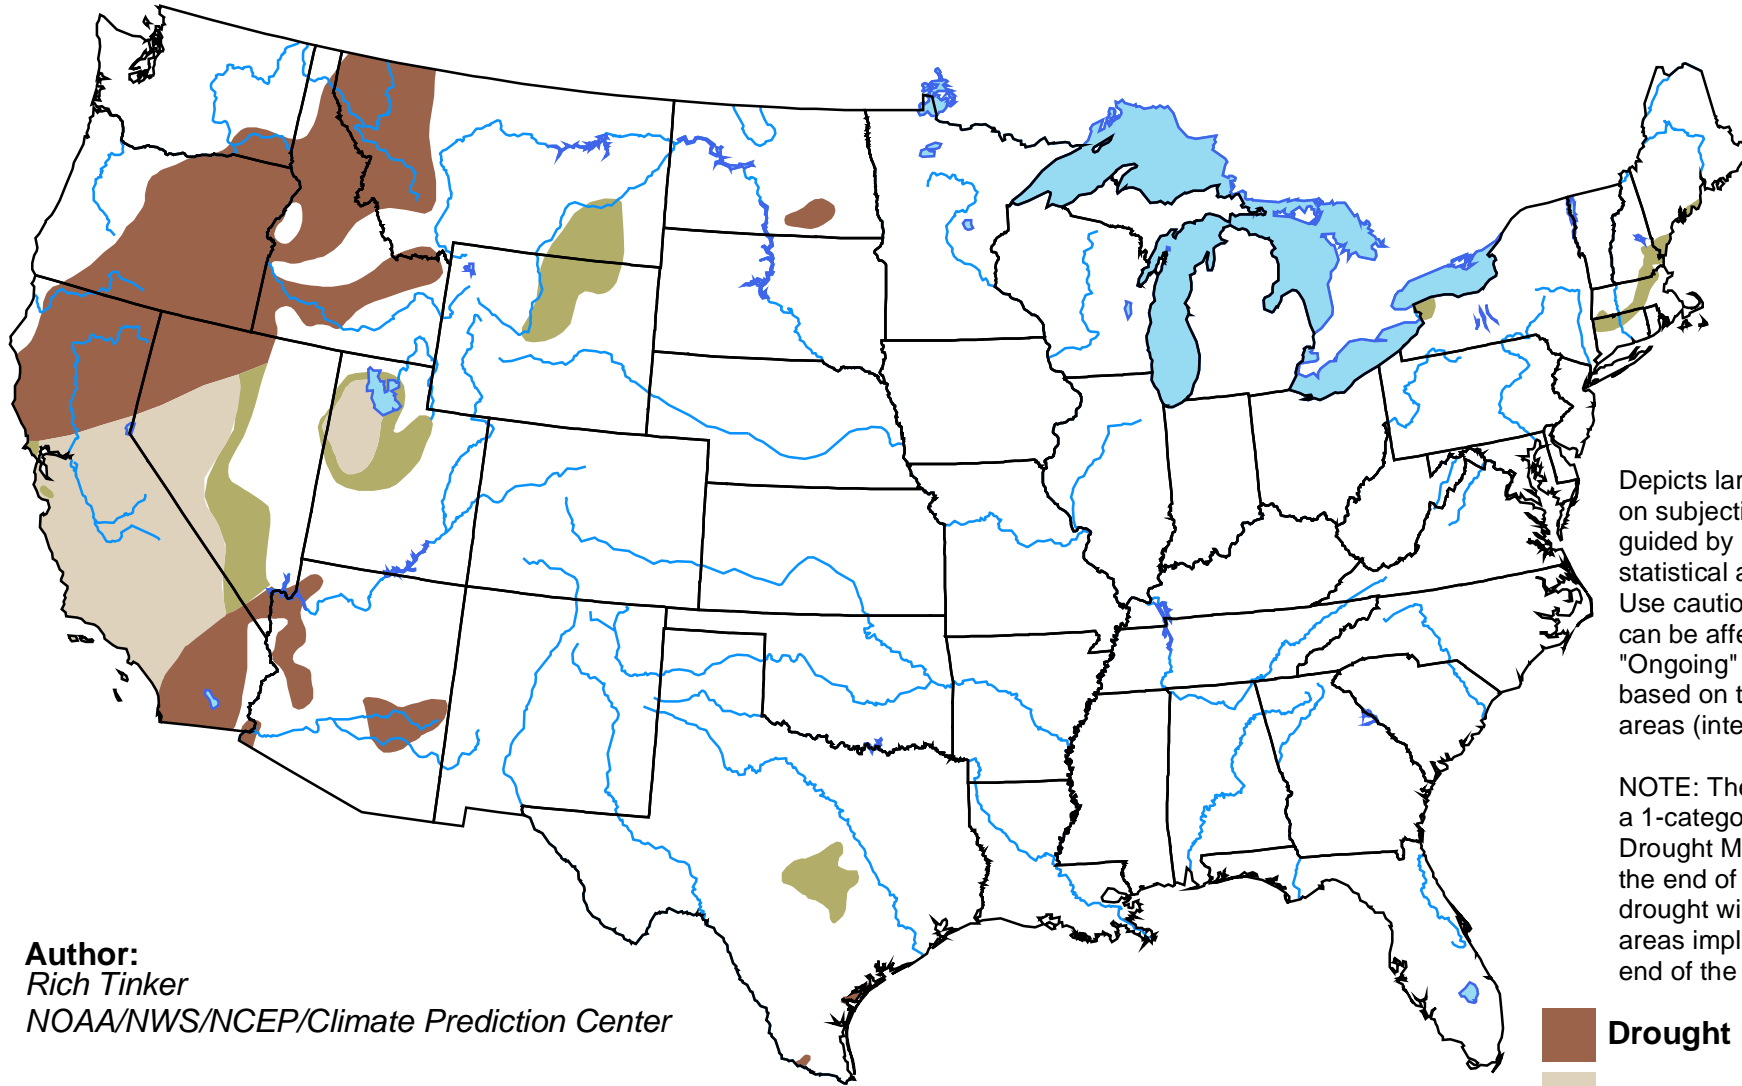 Depicts lar
on subjecti
guided by
statistical a
Use cautio
can be affe
"Ongoing"
based on t
areas (inte
NOTE: The
a 1-catego
Drought M
the end of
drought wi
areas impl
end of the
Author:
Rich Tinker
NOAA/NWS/NCEP/Climate Prediction Center
Drought